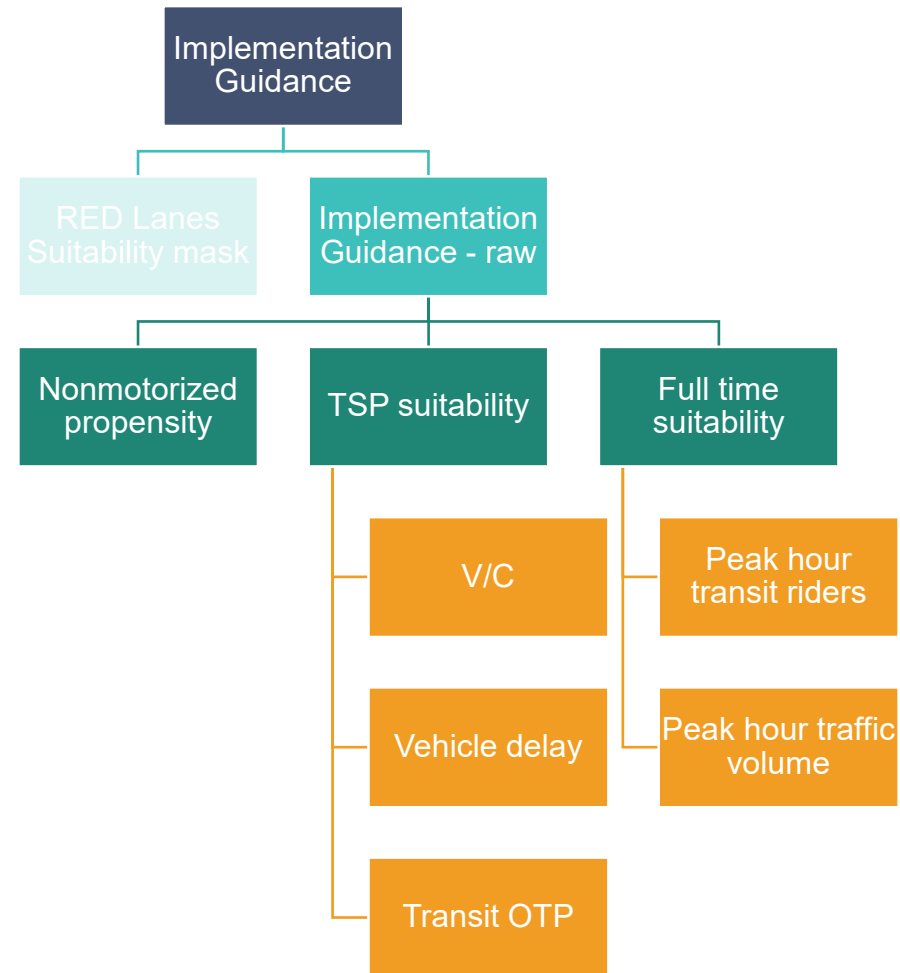 Implementation
Guidance
RED Lanes
Suitability mask
Implementation
Guidance - raw
Nonmotorized
propensity
TSP suitability
Full time
suitability
V/C
Peak hour
transit riders
Vehicle delay
Peak hour traffic
volume
Transit OTP